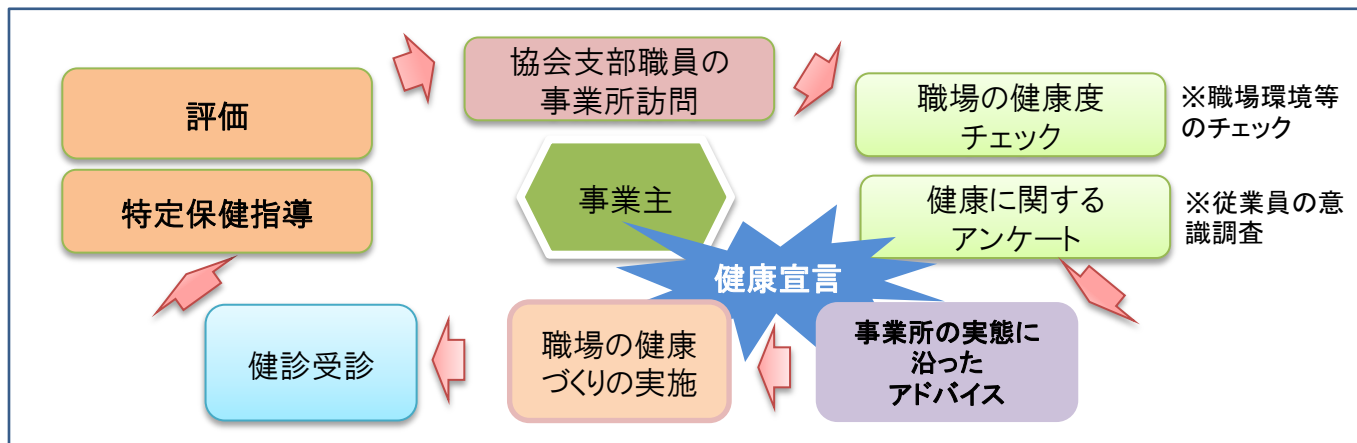 協会支部職員の
事業所訪問
評価
職場の健康度
チェック
※職場環境等
のチェック
特定保健指導
事業主
健康に関する
アンケート
※従業員の意
識調査
健康宣言
健診受診
職場の健康
づくりの実施
事業所の実態に
沿った
アドバイス